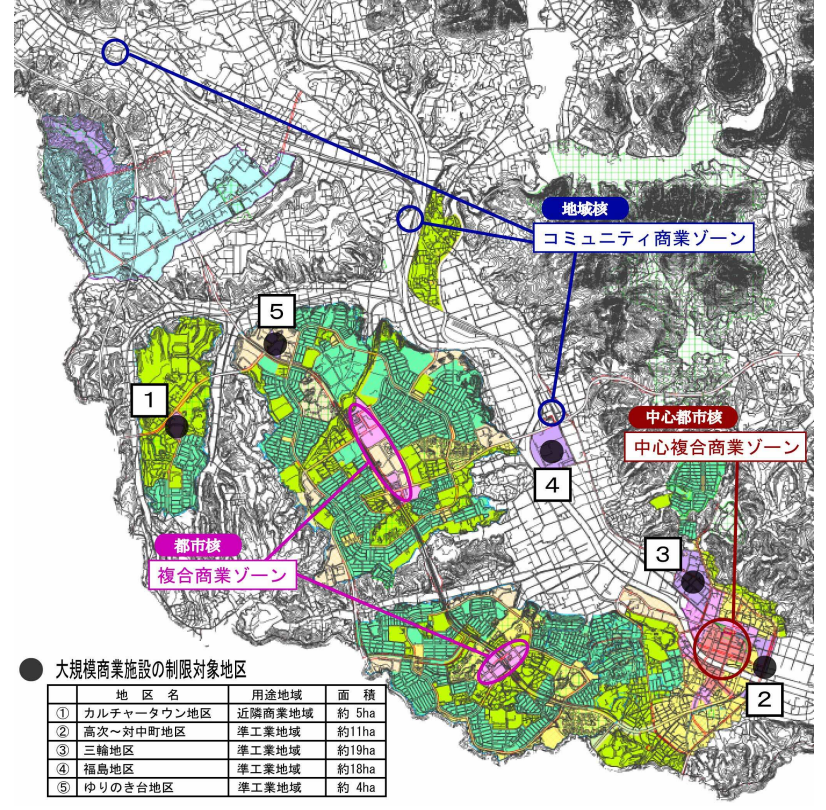 地域核
コミュニティ商業ゾーン
5
1
中心都市核
中心複合商業ゾーン
4
都市核
複合商業ゾーン
3
2
大規模商業施設の制限対象地区
地区名 用途地域 面積
① カルチャータウン地区 近隣商業地域 約 5ha
② 高次～対中町地区 準工業地域 約11ha
③ 三輪地区 準工業地域 約19ha
④ 福島地区 準工業地域 約18ha
⑤ ゆりのき台地区 準工業地域 約 4ha